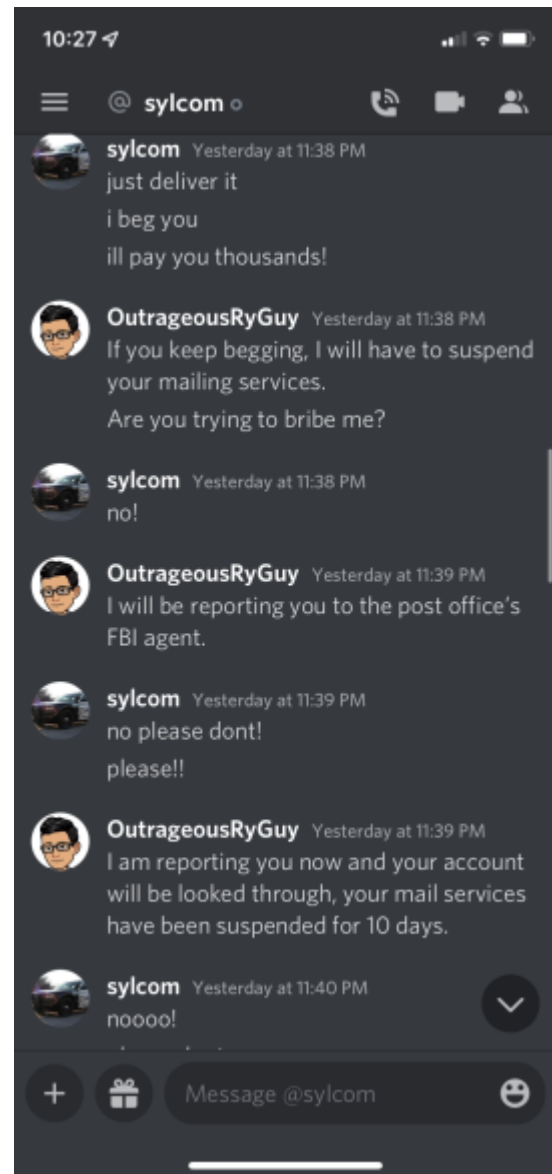 10:27
@ sylcom
sylcom Yesterday at 11:38 PM
just deliver it
i beg you
ill pay you thousands!
OutrageousRyGuy Yesterday at 11:38 PM
If you keep begging, I will have to suspend
your mailing services.
Are you trying to bribe me?
sylcom Yesterday at 11:38 PM
no!
OutrageousRyGuy Yesterday at 11:39 PM
I will be reporting you to the post office's
FBI agent.
sylcom Yesterday at 11:39 PM
no please dont!
please!!
OutrageousRyGuy Yesterday at 11:39 PM
I am reporting you now and your account
will be looked through, your mail services
have been suspended for 10 days.
sylcom Yesterday at 11:40 PM
noooo!
Message @sylcom